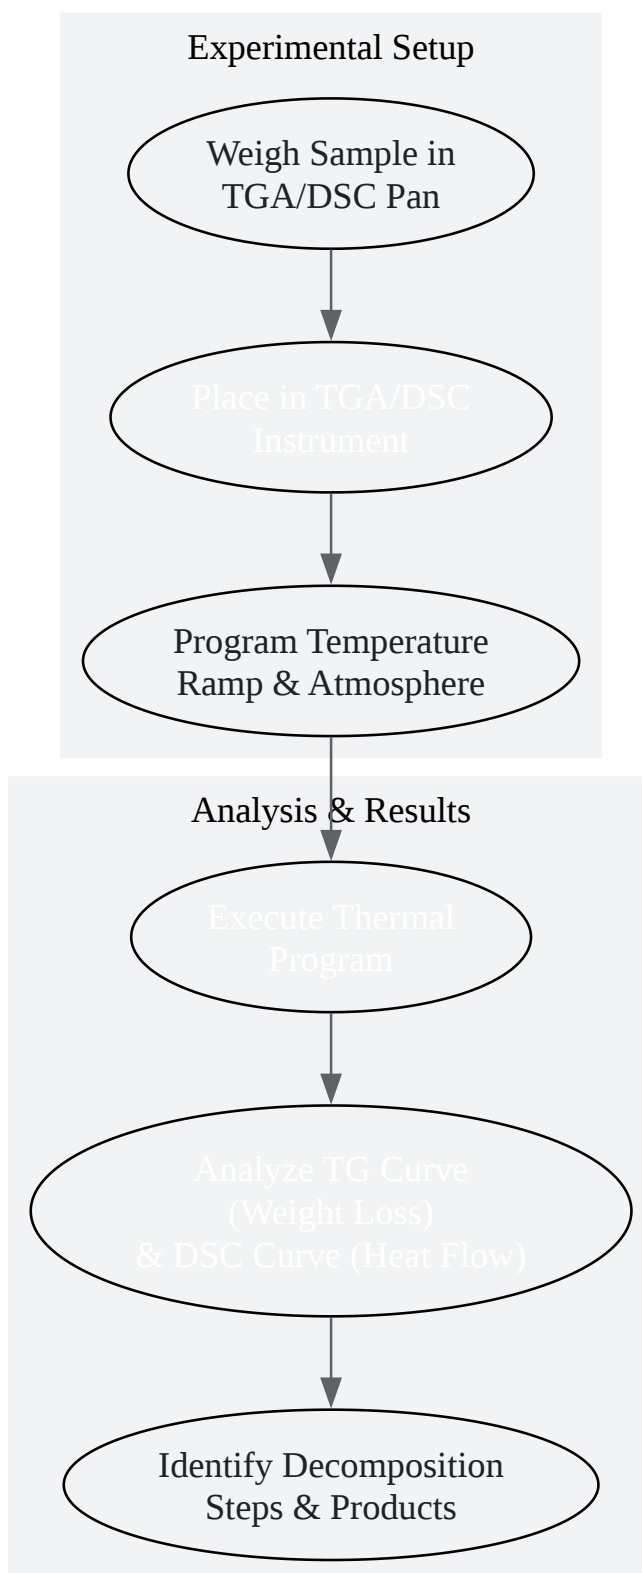 Experimental Setup
Weigh Sample in
TGA/DSC Pan
Place in TGA/DSC
Instrument
Program Temperature
Ramp & Atmosphere
Analysis & Results
Execute Thermal
Program
Analyze TG Curve
(Weight Loss)
& DSC Curve (Heat Flow)
Identify Decomposition
Steps & Products